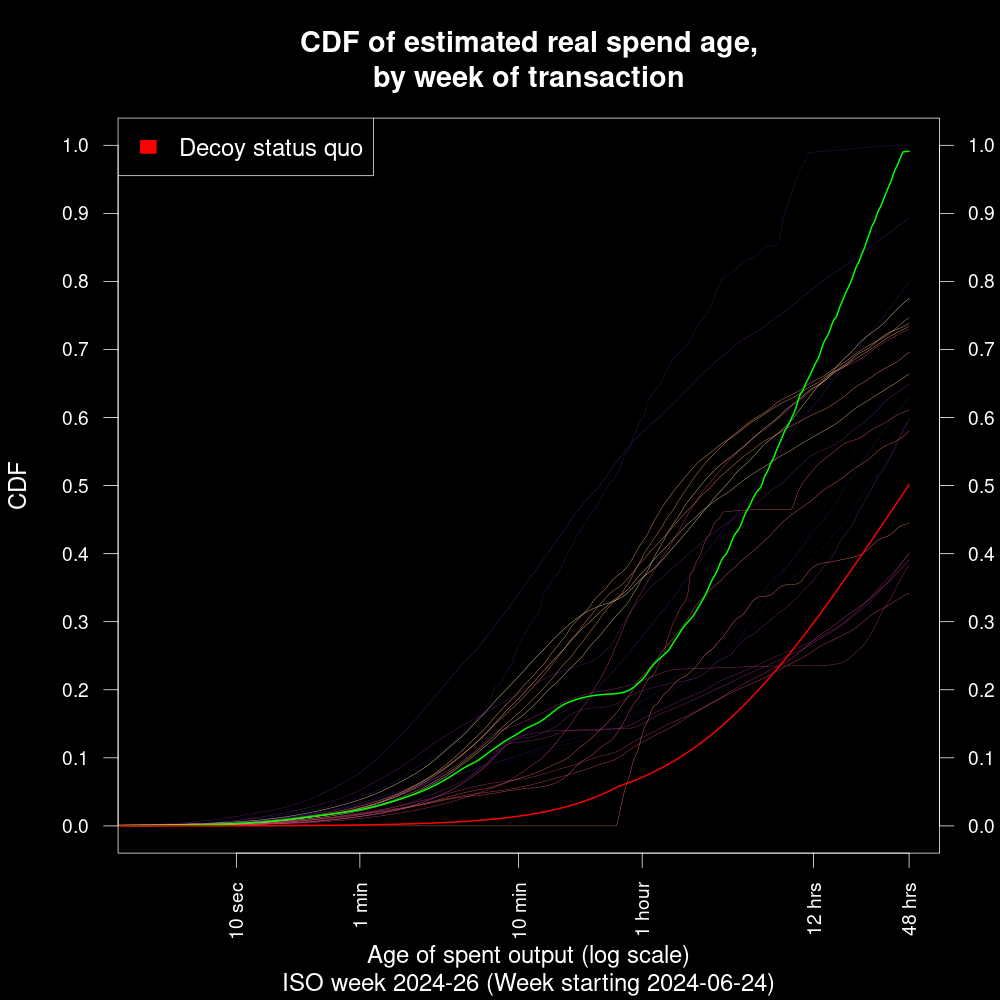 CDF of estimated real spend age,
by week of transaction
Decoy status quo
CDF
1.0
0.9
0.8
0.7
0.6
0.5
0.4
0.3
0.2
0.1
0.0
1.0
0.9
0.8
0.7
0.6
0.5
0.4
0.3
0.2
0.1
0.0
10 sec
1 min
10 min
1 hour
12 hrs
48 hrs
Age of spent output (log scale)
ISO week 2024-26 (Week starting 2024-06-24)